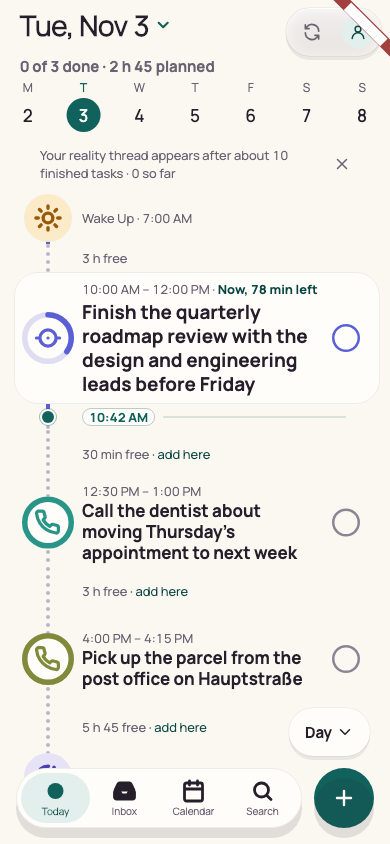 Tue, Nov 3
0 of 3 done · 2 h 45 planned
M T W T F S S
2 3 4 5 6 7 8
Your reality thread appears after about 10
finished tasks · 0 so far
Wake Up · 7:00 AM
3 h free
10:00 AM – 12:00 PM · Now, 78 min left
Finish the quarterly
roadmap review with the
design and engineering
leads before Friday
10:42 AM
30 min free · add here
12:30 PM – 1:00 PM
Call the dentist about
moving Thursday's
appointment to next week
3 h free · add here
4:00 PM – 4:15 PM
Pick up the parcel from the
post office on Hauptstraße
5 h 45 free · add here
Day
Today Inbox Calendar Search